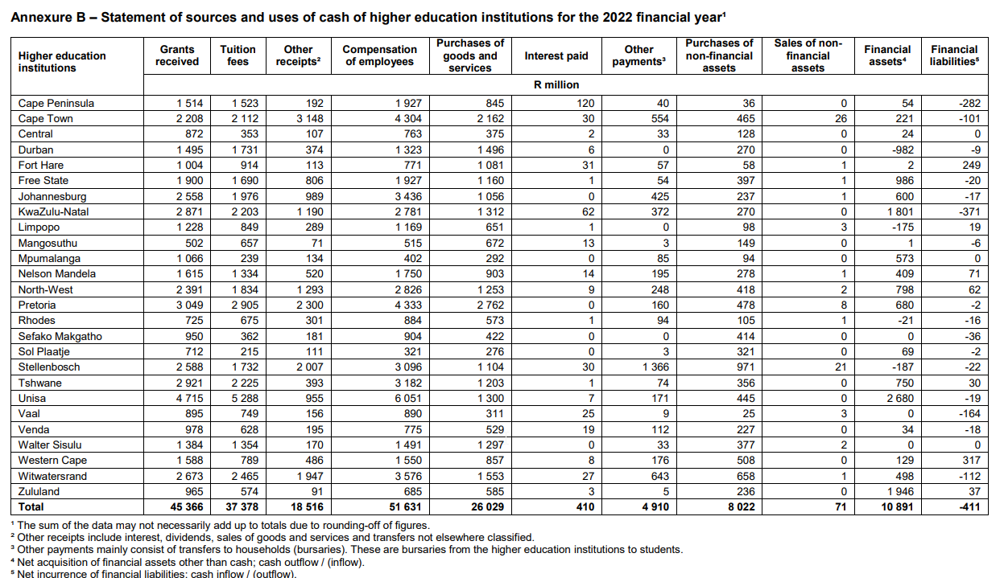 Annexure B – Statement of sources and uses of cash of higher education institutions for the 2022 financial year¹
Higher education institutions Grants received Tuition fees Other receipts² Compensation of employees Purchases of goods and services Interest paid Other payments³ Purchases of non-financial assets Sales of non-financial assets Financial assets⁴ Financial liabilities⁵
R million
Cape Peninsula 1 514 1 523 192 1 927 845 120 40 36 0 54 -282
Cape Town 2 208 2 112 3 148 4 304 2 162 30 554 465 26 221 -101
Central 872 353 107 763 375 2 33 128 0 24 0
Durban 1 495 1 731 374 1 323 1 496 6 0 270 0 -982 -9
Fort Hare 1 004 914 113 771 1 081 31 57 58 1 2 249
Free State 1 900 1 690 806 1 927 1 160 1 54 397 1 986 -20
Johannesburg 2 558 1 976 989 3 436 1 056 0 425 237 1 600 -17
KwaZulu-Natal 2 871 2 203 1 190 2 781 1 312 62 372 270 0 1 801 -371
Limpopo 1 228 849 289 1 169 651 1 0 98 3 -175 19
Mangosuthu 502 657 71 515 672 13 3 149 0 1 -6
Mpumalanga 1 066 239 134 402 292 0 85 94 0 573 0
Nelson Mandela 1 615 1 334 520 1 750 903 14 195 278 1 409 71
North-West 2 391 1 834 1 293 2 826 1 253 9 248 418 2 798 62
Pretoria 3 049 2 905 2 300 4 333 2 762 0 160 478 8 680 -2
Rhodes 725 675 301 884 573 1 94 105 1 -21 -16
Sefako Makgatho 950 362 181 904 422 0 0 414 0 0 -36
Sol Plaatje 712 215 111 321 276 0 3 321 0 69 -2
Stellenbosch 2 588 1 732 2 007 3 096 1 104 30 1 366 971 21 -187 -22
Tshwane 2 921 2 225 393 3 182 1 203 1 74 356 0 750 30
Unisa 4 715 5 288 955 6 051 1 300 7 171 445 0 2 680 -19
Vaal 895 749 156 890 311 25 9 25 3 0 -164
Venda 978 628 195 775 529 19 112 227 0 34 -18
Walter Sisulu 1 384 1 354 170 1 491 1 297 0 33 377 2 0 0
Western Cape 1 588 789 486 1 550 857 8 176 508 0 129 317
Witwatersrand 2 673 2 465 1 947 3 576 1 553 27 643 658 1 498 -112
Zululand 965 574 91 685 585 3 5 236 0 1 946 37
Total 45 366 37 378 18 516 51 631 26 029 410 4 910 8 022 71 10 891 -411
¹ The sum of the data may not necessarily add up to totals due to rounding-off of figures.
² Other receipts include interest, dividends, sales of goods and services and transfers not elsewhere classified.
³ Other payments mainly consist of transfers to households (bursaries). These are bursaries from the higher education institutions to students.
⁴ Net acquisition of financial assets other than cash; cash outflow / (inflow).
⁵ Net incurrence of financial liabilities; cash inflow / (outflow).